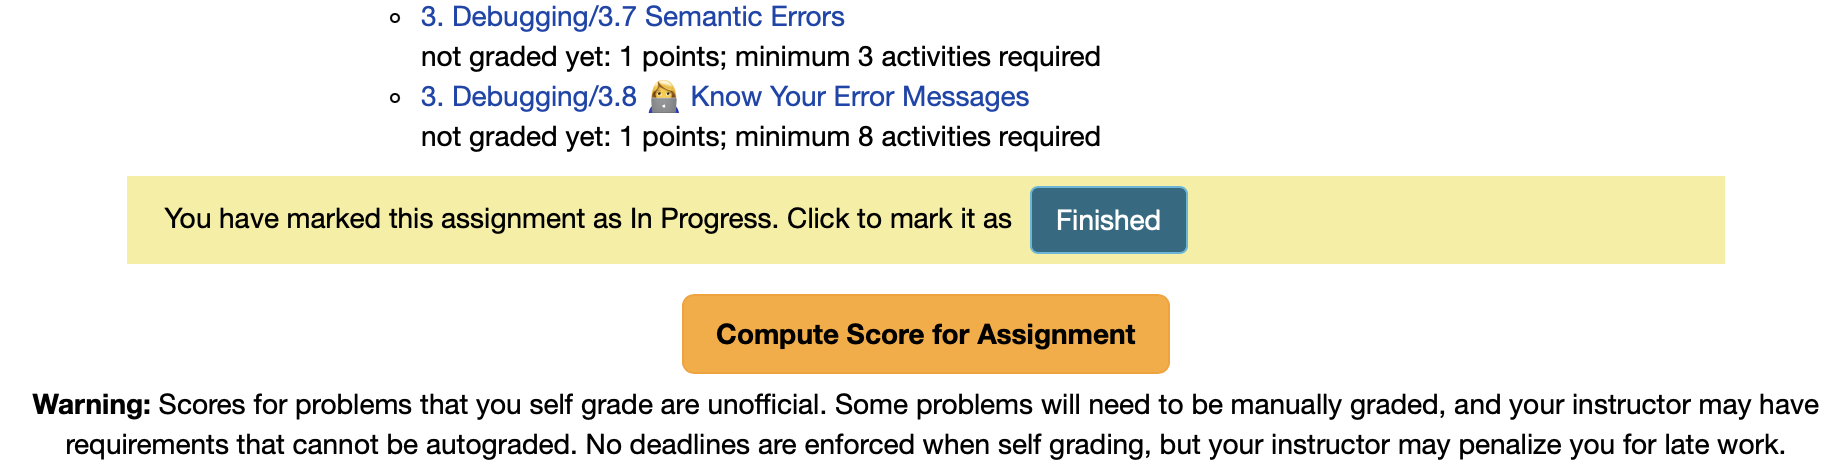 3. Debugging/3.7 Semantic Errors
not graded yet: 1 points; minimum 3 activities required
3. Debugging/3.8 👩‍💻 Know Your Error Messages
not graded yet: 1 points; minimum 8 activities required
You have marked this assignment as In Progress. Click to mark it as Finished
Compute Score for Assignment
Warning: Scores for problems that you self grade are unofficial. Some problems will need to be manually graded, and your instructor may have
requirements that cannot be autograded. No deadlines are enforced when self grading, but your instructor may penalize you for late work.